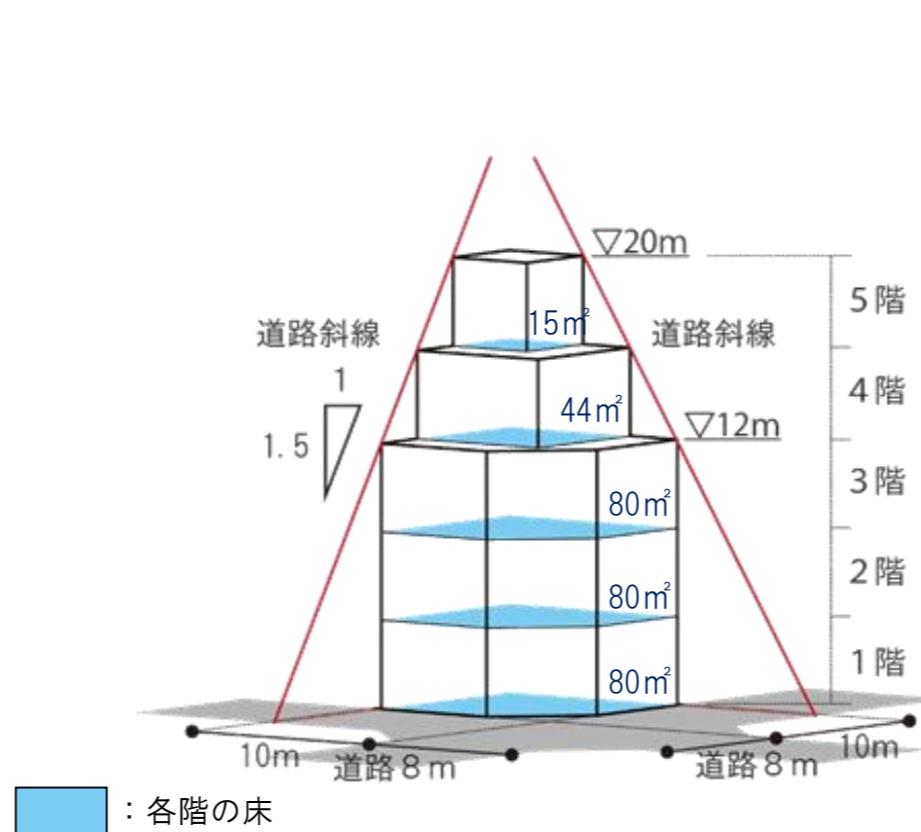 ▽20m
5階
15㎡
道路斜線
道路斜線
1
4階
44㎡
▽12m
1.5
3階
80㎡
2階
80㎡
1階
80㎡
10m
道路8m
道路8m
10m
：各階の床